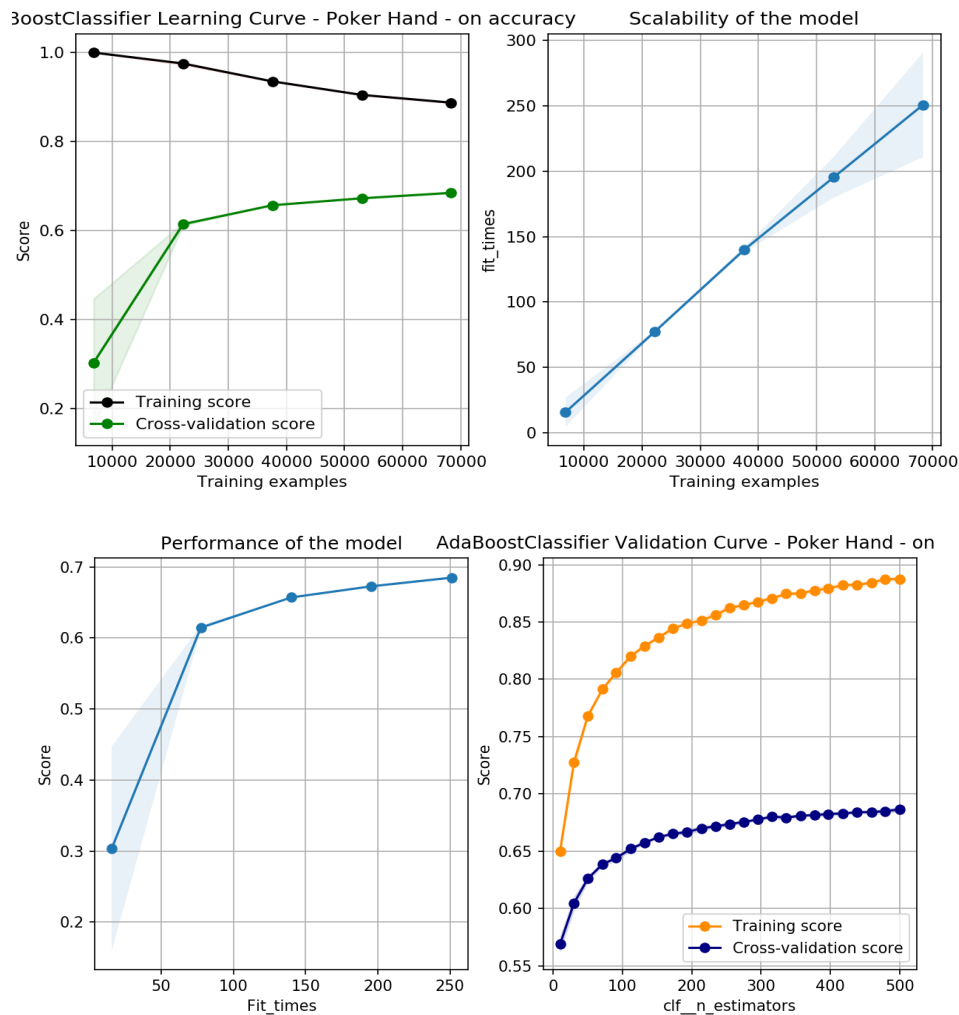 BoostClassifier Learning Curve - Poker Hand - on accuracy
Scalability of the model
1.0
0.8
0.6
0.4
0.2
Score
Training score
Cross-validation score
10000 20000 30000 40000 50000 60000 70000
Training examples
300
250
200
150
100
50
0
fit_times
10000 20000 30000 40000 50000 60000 70000
Training examples
Performance of the model
0.7
0.6
0.5
0.4
0.3
0.2
Score
50 100 150 200 250
Fit_times
AdaBoostClassifier Validation Curve - Poker Hand - on
0.90
0.85
0.80
0.75
0.70
0.65
0.60
0.55
Score
Training score
Cross-validation score
0 100 200 300 400 500
clf__n_estimators